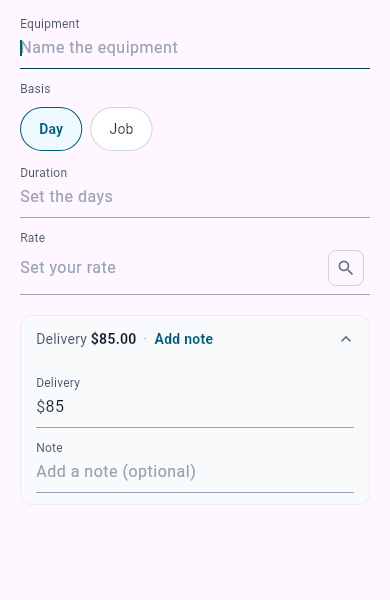 Equipment
Name the equipment
Basis
Day
Job
Duration
Set the days
Rate
Set your rate
Delivery $85.00 · Add note
Delivery
$85
Note
Add a note (optional)